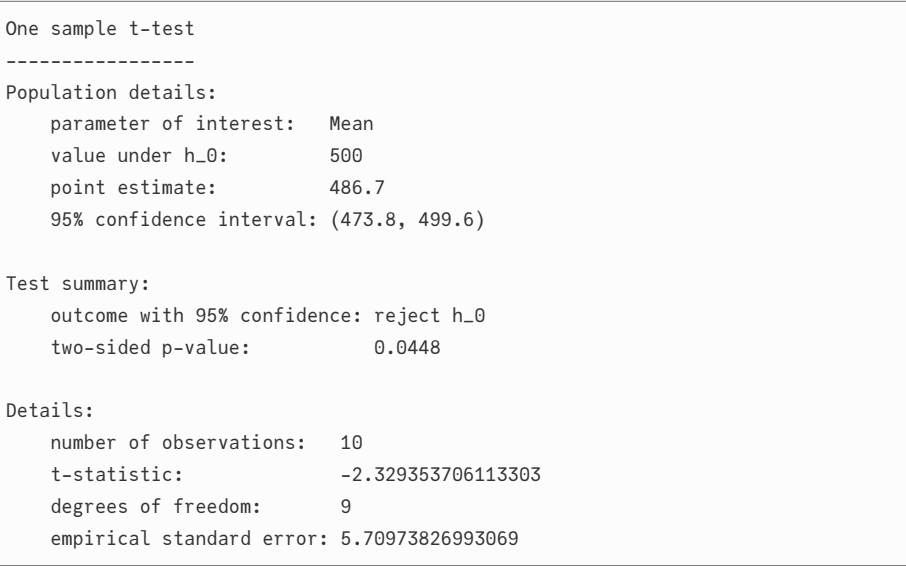 One sample t-test
-----------------
Population details:
    parameter of interest:   Mean
    value under h_0:         500
    point estimate:          486.7
    95% confidence interval: (473.8, 499.6)

Test summary:
    outcome with 95% confidence: reject h_0
    two-sided p-value:           0.0448

Details:
    number of observations:   10
    t-statistic:              -2.329353706113303
    degrees of freedom:       9
    empirical standard error: 5.70973826993069